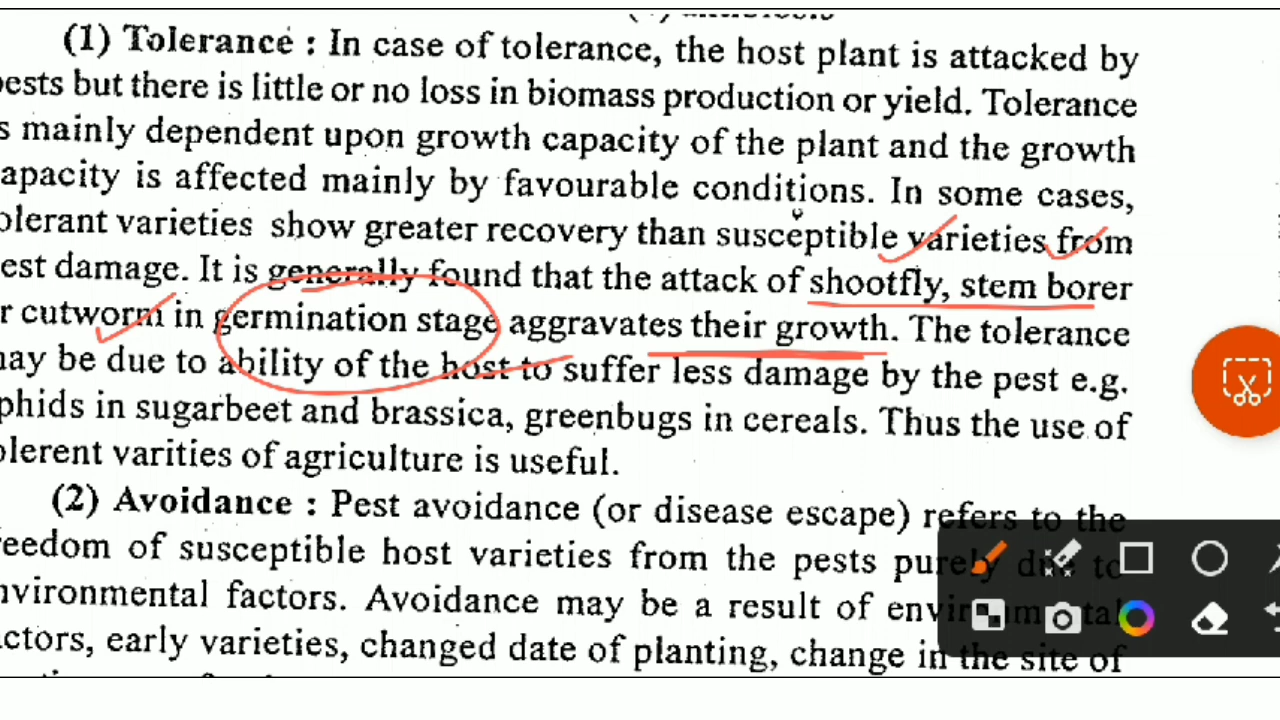 (1) Tolerance : In case of tolerance, the host plant is attacked by
ests but there is little or no loss in biomass production or yield. Tolerance
s mainly dependent upon growth capacity of the plant and the growth
apacity is affected mainly by favourable conditions. In some cases,
olerant varieties show greater recovery than susceptible varieties from
est damage. It is generally found that the attack of shootfly, stem borer
r cutworm in germination stage aggravates their growth. The tolerance
nay be due to ability of the host to suffer less damage by the pest e.g.
phids in sugarbeet and brassica, greenbugs in cereals. Thus the use of
olerent varities of agriculture is useful.
(2) Avoidance : Pest avoidance (or disease escape) refers to the
reedom of susceptible host varieties from the pests purely due to
nvironmental factors. Avoidance may be a result of environmental
ctors, early varieties, changed date of planting, change in the site of